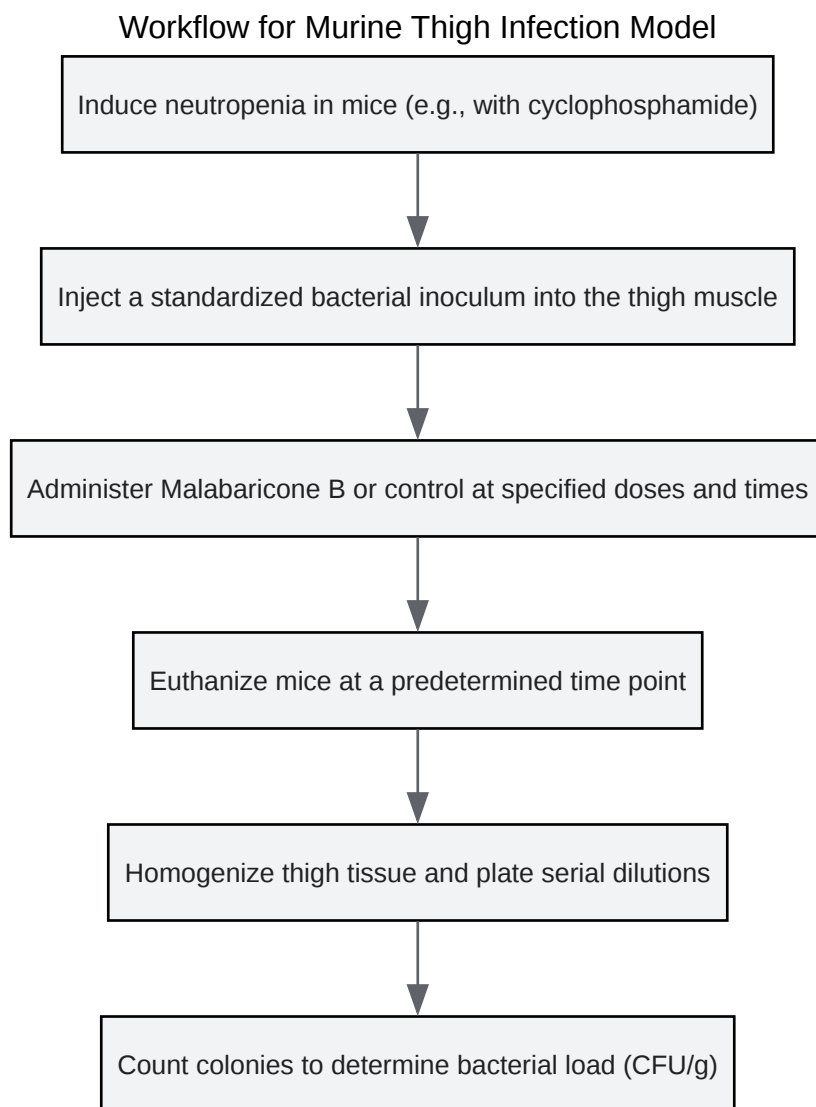 Workflow for Murine Thigh Infection Model
Induce neutropenia in mice (e.g., with cyclophosphamide)
Inject a standardized bacterial inoculum into the thigh muscle
Administer Malabaricone B or control at specified doses and times
Euthanize mice at a predetermined time point
Homogenize thigh tissue and plate serial dilutions
Count colonies to determine bacterial load (CFU/g)